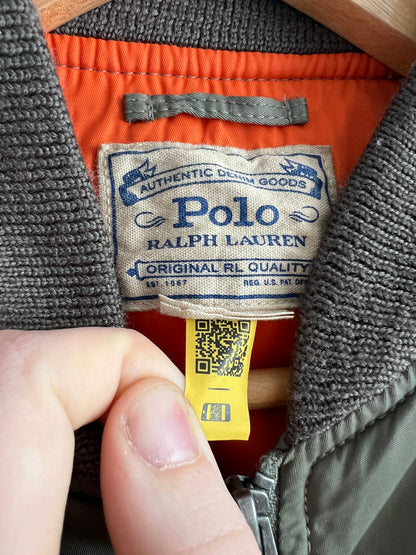 AUTHENTIC DENIM GOODS
Polo
RALPH LAUREN
ORIGINAL RL QUALITY
EST. 1967 REG. U.S. PAT. OFF.